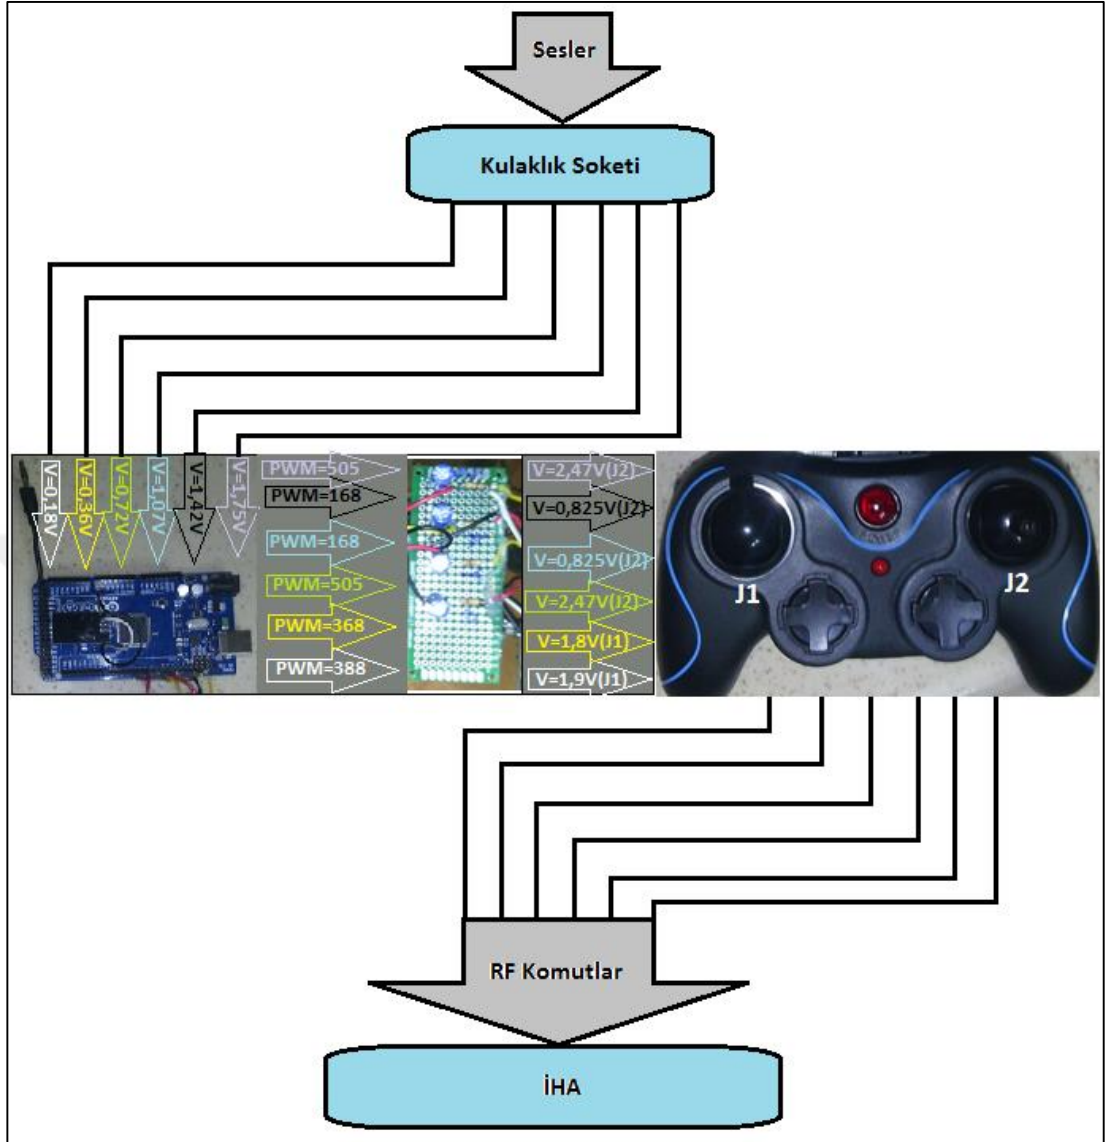 Sesler
Kulaklık Soketi
V=0,18V
V=0,36V
V=0,72V
V=1,07V
V=1,42V
V=1,75V
PWM=505
PWM=168
PWM=168
PWM=505
PWM=368
PWM=388
V=2,47V(J2)
V=0,825V(J2)
V=0,825V(J2)
V=2,47V(J2)
V=1,8V(J1)
V=1,9V(J1)
J1
J2
RF Komutlar
İHA